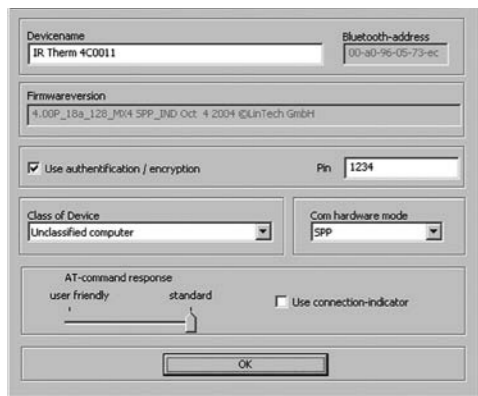 Devicename
Bluetooth-address
IR Therm 4C0011
00-a0-96-05-73-ec
Firmwareversion
4.00P_18a_128_MX4 SPP_IND Oct 4 2004 ©LinTech GmbH
Use authentification / encryption
Pin
1234
Class of Device
Com hardware mode
Unclassified computer
SPP
AT-command response
user friendly
standard
Use connection-indicator
OK